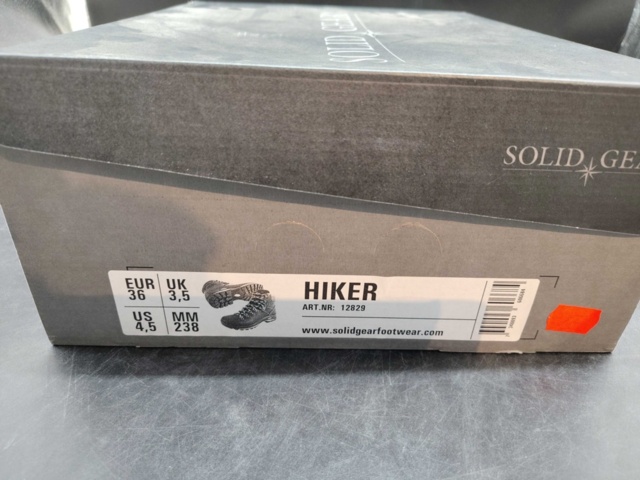 SOLID GEAR
SOLID GEA
EUR 36
UK 3,5
US 4,5
MM 238
HIKER
ART.NR: 12829
www.solidgearfootwear.com